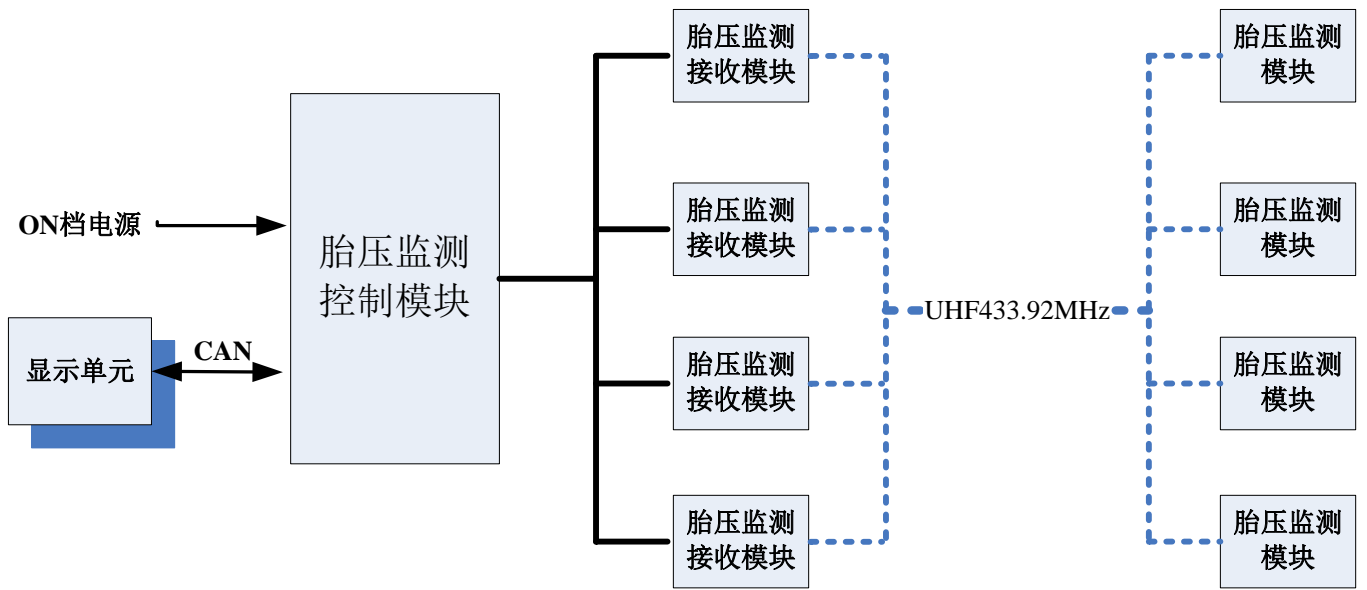 ON档电源
显示单元
CAN
胎压监测
控制模块
胎压监测
接收模块
胎压监测
接收模块
胎压监测
接收模块
胎压监测
接收模块
UHF433.92MHz
胎压监测
模块
胎压监测
模块
胎压监测
模块
胎压监测
模块